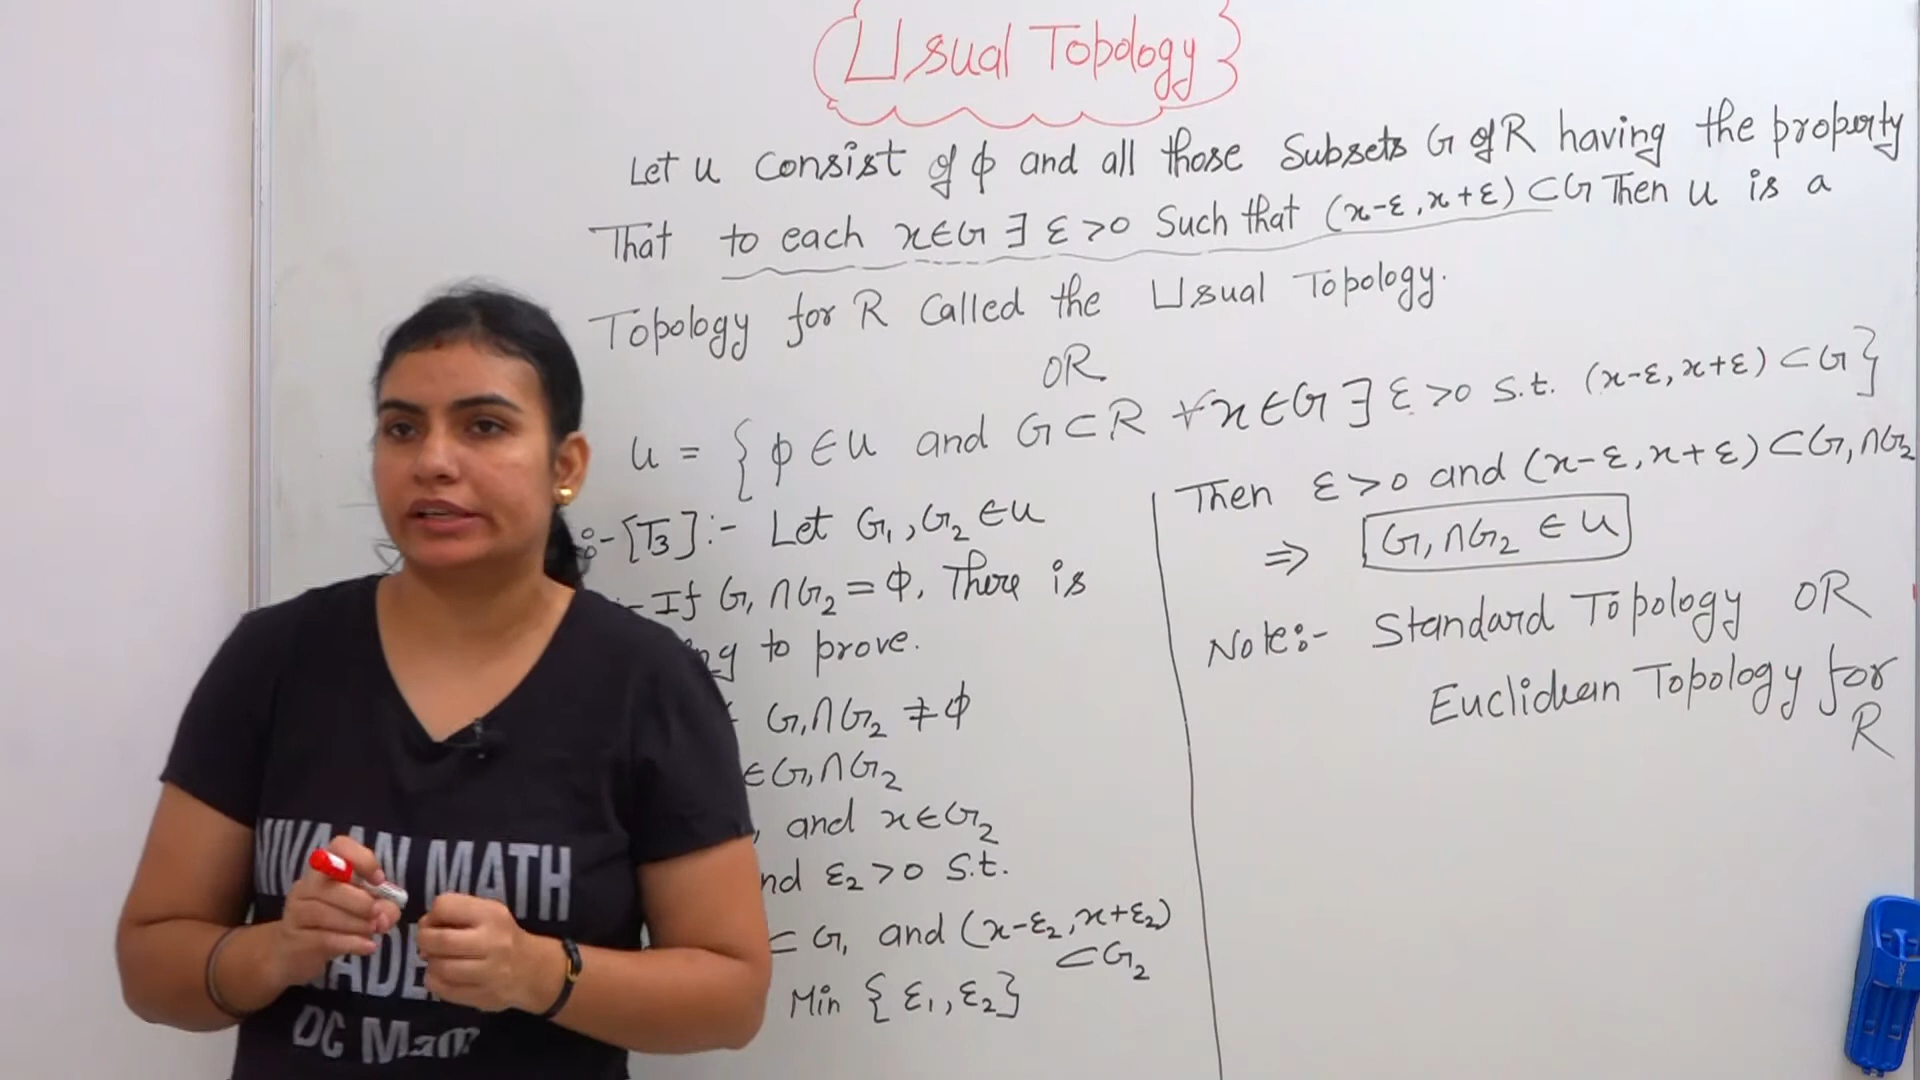 Usual Topology
Let U Consist of ϕ and all those Subsets G of R having the property
That to each x∈G ∃ ε>0 Such that (x-ε, x+ε) ⊂G Then U is a
Topology for R Called the Usual Topology.
OR
U = { ϕ∈U and G⊂R ∀x∈G ∃ ε>0 S.t. (x-ε, x+ε) ⊂G}
:-[T₃]:- Let G₁, G₂ ∈U
If G₁∩G₂ = ϕ. There is
to prove.
G₁∩G₂ ≠ ϕ
∈G₁∩G₂
, and x∈G₂
ε₂>0 S.t.
⊂G₁ and (x-ε₂, x+ε₂)
⊂G₂
Min {ε₁, ε₂}
Then ε>0 and (x-ε, x+ε) ⊂G₁∩G₂
⇒ G₁∩G₂ ∈ U
Note:- Standard Topology OR
Euclidean Topology for
R
MATH
DC